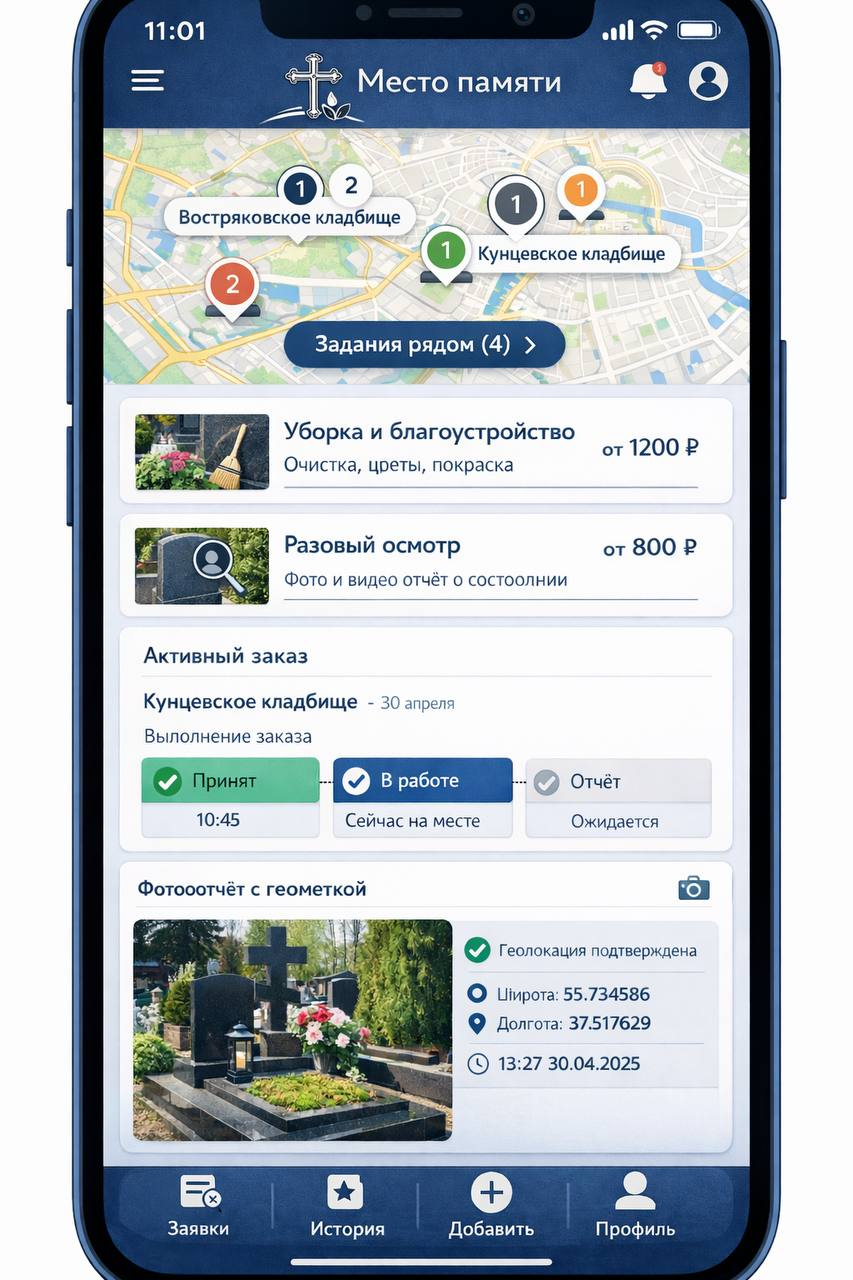 11:01
Место памяти
1
1 2
Востряковское кладбище
1
1
1
Кунцевское кладбище
2
Задания рядом (4)
Уборка и благоустройство
от 1200 ₽
Очистка, цреты, покраска
Разовый осмотр
от 800 ₽
Фото и видео отчёт о состоолнии
Активный заказ
Кунцевское кладбище - 30 апреля
Вылолнение заказа
Принят
В работе
Отчёт
10:45
Сейчас на месте
Ожидается
Фотооотчёт с геометкой
Геолокация подтверждена
Широта: 55.734586
Долгота: 37.517629
13:27 30.04.2025
Заявки
История
Добавить
Профиль